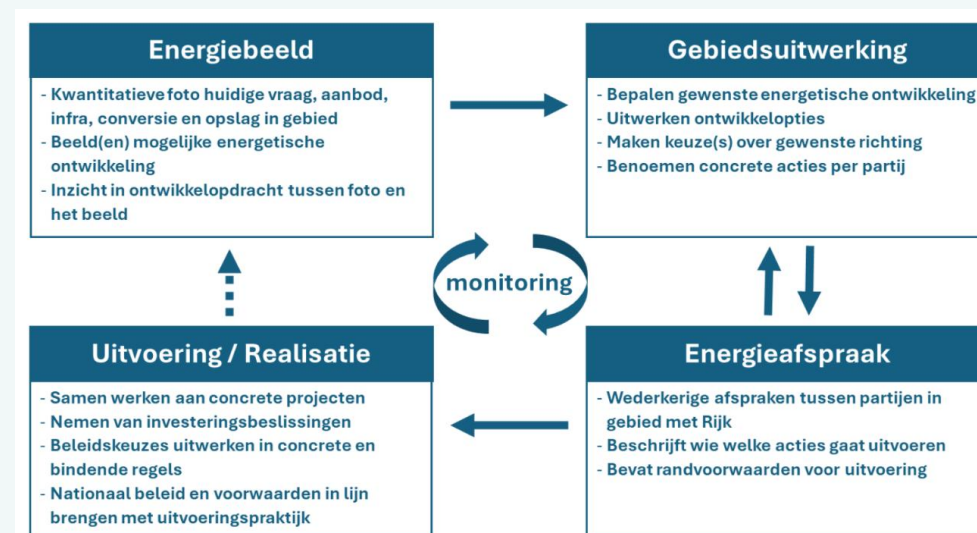 Energiebeeld
- Kwantitatieve foto huidige vraag, aanbod,
infra, conversie en opslag in gebied
- Beeld(en) mogelijke energetische
ontwikkeling
- Inzicht in ontwikkelopdracht tussen foto en
het beeld
Gebiedsuitwerking
- Bepalen gewenste energetische ontwikkeling
- Uitwerken ontwikkelopties
- Maken keuze(s) over gewenste richting
- Benoemen concrete acties per partij
monitoring
Uitvoering / Realisatie
- Samen werken aan concrete projecten
- Nemen van investeringsbeslissingen
- Beleidskeuzes uitwerken in concrete en
bindende regels
- Nationaal beleid en voorwaarden in lijn
brengen met uitvoeringspraktijk
Energieafspraak
- Wederkerige afspraken tussen partijen in
gebied met Rijk
- Beschrijft wie welke acties gaat uitvoeren
- Bevat randvoorwaarden voor uitvoering